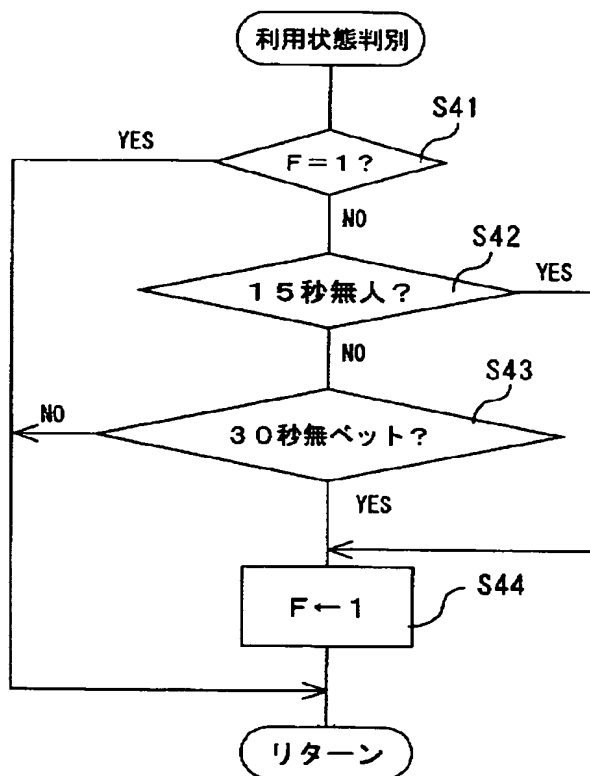 利用状態判別
S41
YES
F=1?
NO
S42
YES
15秒無人?
NO
S43
NO
30秒無ベット?
YES
S44
F←1
リターン